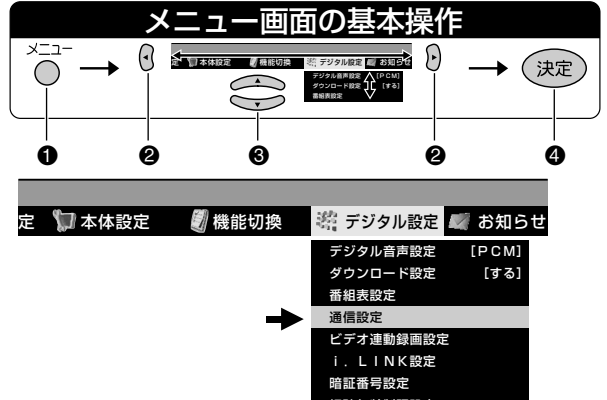 メニュー画面の基本操作
メニュー
定 本体設定 機能切換 デジタル設定 お知らせ
デジタル音声設定 [PCM]
ダウンロード設定 [する]
番組表設定
決定
❶ ❷ ❸ ❷ ❹
定 本体設定 機能切換 デジタル設定 お知らせ
デジタル音声設定 [PCM]
ダウンロード設定 [する]
番組表設定
通信設定
ビデオ連動録画設定
i.LINK設定
暗証番号設定